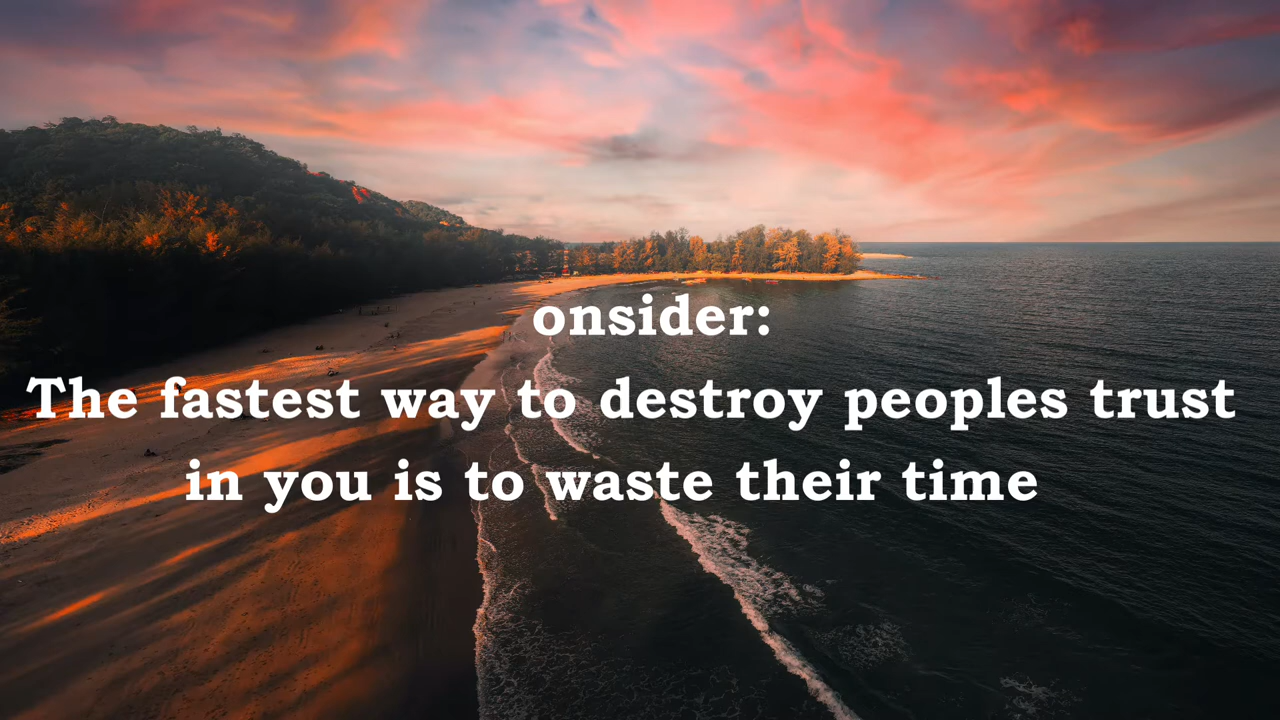 onsider:
The fastest way to destroy peoples trust
in you is to waste their time